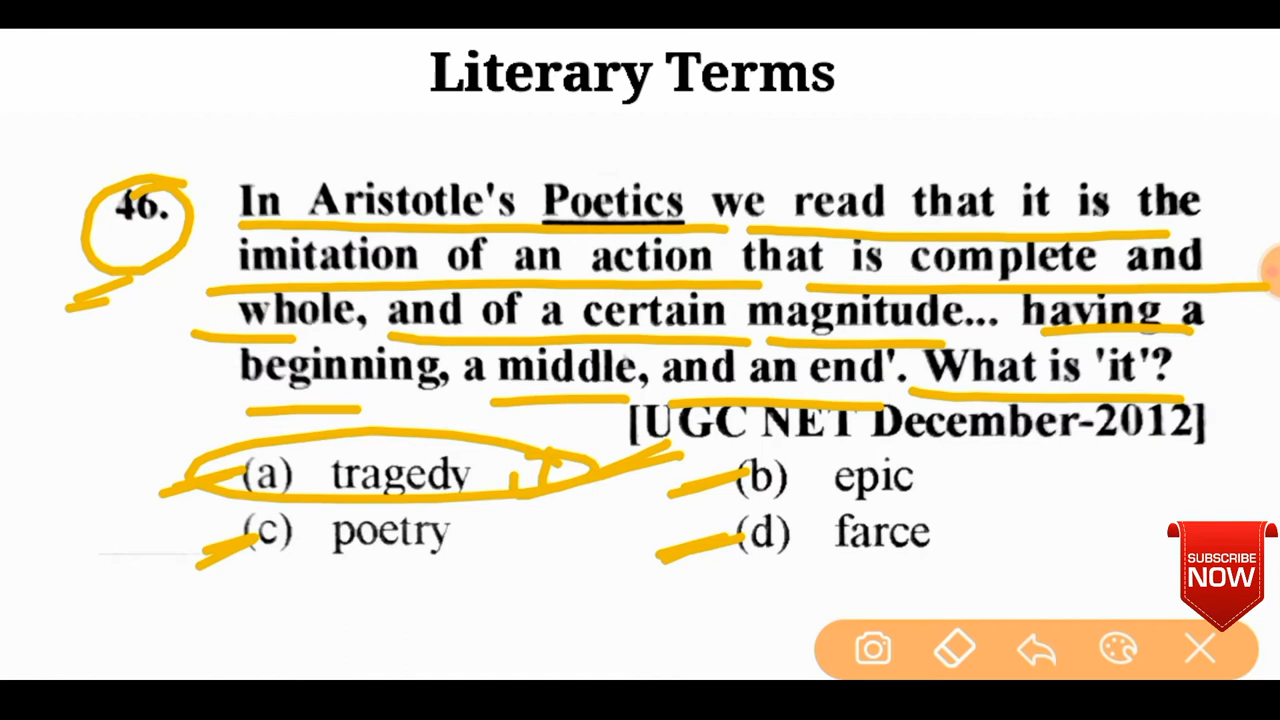 Literary Terms
46. In Aristotle's Poetics we read that it is the
imitation of an action that is complete and
whole, and of a certain magnitude... having a
beginning, a middle, and an end'. What is 'it'?
[UGC NET December-2012]
(a) tragedy (b) epic
(c) poetry (d) farce
SUBSCRIBE
NOW